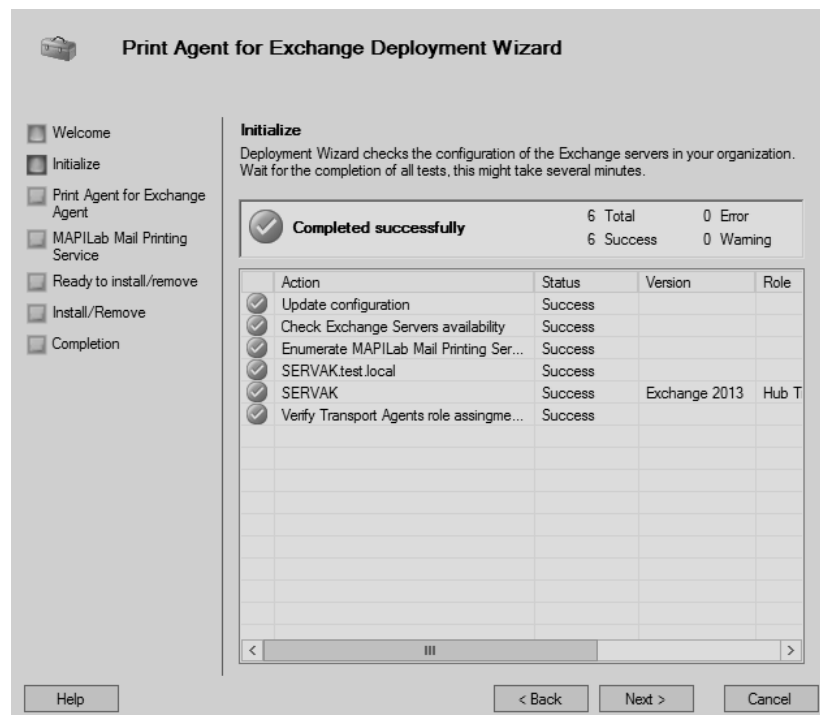 Print Agent for Exchange Deployment Wizard
Welcome
Initialize
Print Agent for Exchange
Agent
MAPILab Mail Printing
Service
Ready to install/remove
Install/Remove
Completion
Initialize
Deployment Wizard checks the configuration of the Exchange servers in your organization.
Wait for the completion of all tests, this might take several minutes.
Completed successfully
6 Total 0 Error
6 Success 0 Warning
Action Status Version Role
Update configuration Success
Check Exchange Servers availability Success
Enumerate MAPILab Mail Printing Ser... Success
SERVAK.test.local Success
SERVAK Success Exchange 2013 Hub T
Verify Transport Agents role assingme... Success
Help < Back Next > Cancel